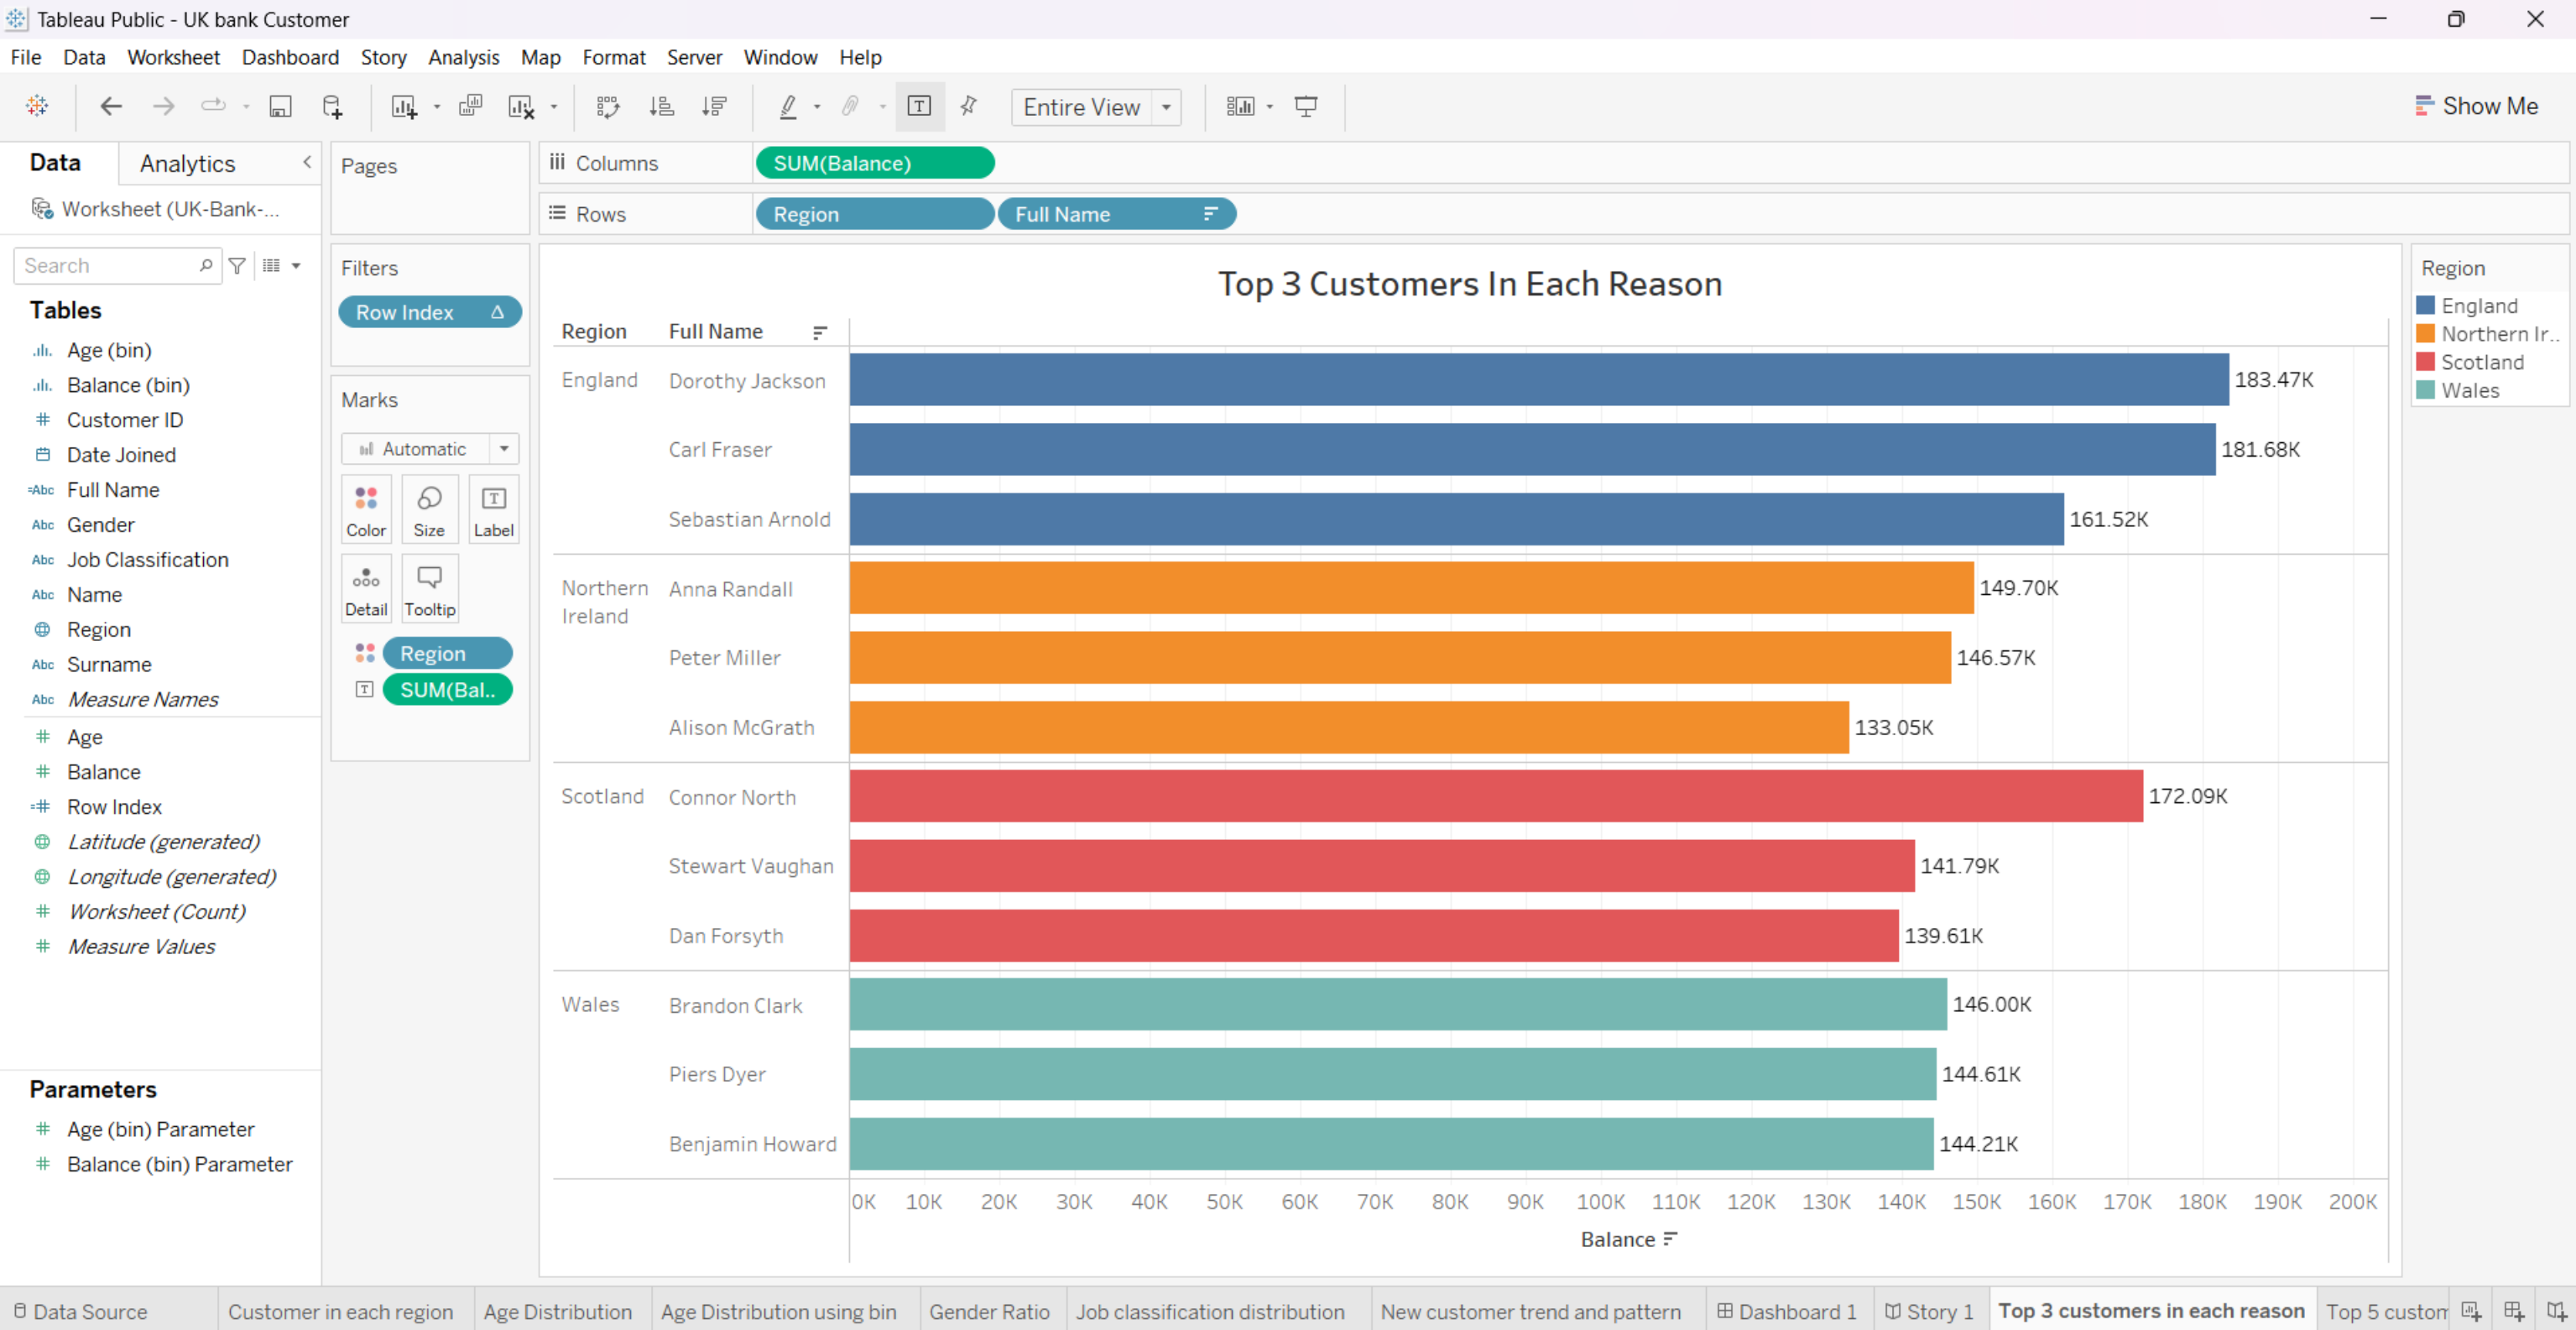 Tableau Public - UK bank Customer
File Data Worksheet Dashboard Story Analysis Map Format Server Window Help
Entire View
Show Me
Data Analytics
Worksheet (UK-Bank-...
Search
Tables
Age (bin)
Balance (bin)
# Customer ID
Date Joined
=Abc Full Name
Abc Gender
Abc Job Classification
Abc Name
Region
Abc Surname
Abc Measure Names
# Age
# Balance
=# Row Index
Latitude (generated)
Longitude (generated)
# Worksheet (Count)
# Measure Values
Parameters
# Age (bin) Parameter
# Balance (bin) Parameter
Pages
Filters
Row Index Δ
Marks
Automatic
Color Size Label
Detail Tooltip
Region
SUM(Bal..
Columns SUM(Balance)
Rows Region Full Name
Top 3 Customers In Each Reason
Region Full Name
England Dorothy Jackson 183.47K
Carl Fraser 181.68K
Sebastian Arnold 161.52K
Northern Ireland Anna Randall 149.70K
Peter Miller 146.57K
Alison McGrath 133.05K
Scotland Connor North 172.09K
Stewart Vaughan 141.79K
Dan Forsyth 139.61K
Wales Brandon Clark 146.00K
Piers Dyer 144.61K
Benjamin Howard 144.21K
0K 10K 20K 30K 40K 50K 60K 70K 80K 90K 100K 110K 120K 130K 140K 150K 160K 170K 180K 190K 200K
Balance
Region
England
Northern Ir..
Scotland
Wales
Data Source Customer in each region Age Distribution Age Distribution using bin Gender Ratio Job classification distribution New customer trend and pattern Dashboard 1 Story 1 Top 3 customers in each reason Top 5 custom